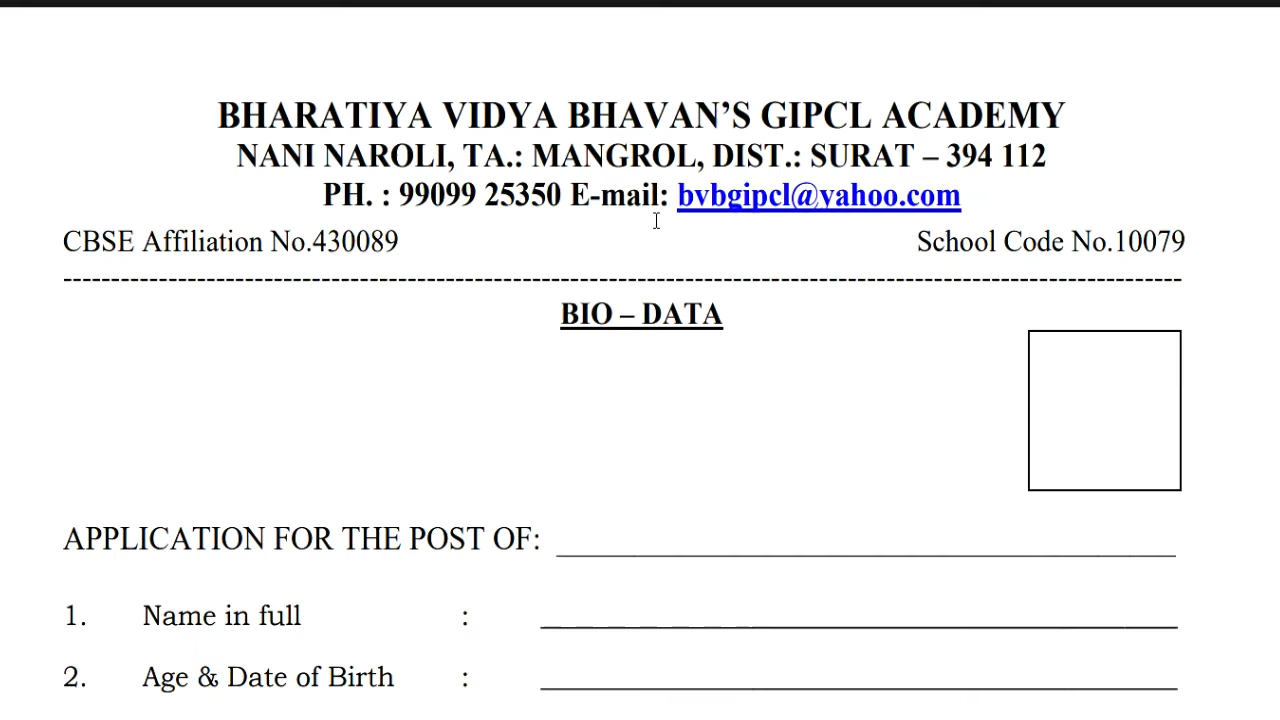 BHARATIYA VIDYA BHAVAN’S GIPCL ACADEMY
NANI NAROLI, TA.: MANGROL, DIST.: SURAT – 394 112
PH. : 99099 25350 E-mail: bvbgipcl@yahoo.com
CBSE Affiliation No.430089 School Code No.10079
BIO – DATA
APPLICATION FOR THE POST OF:
1. Name in full :
2. Age & Date of Birth :